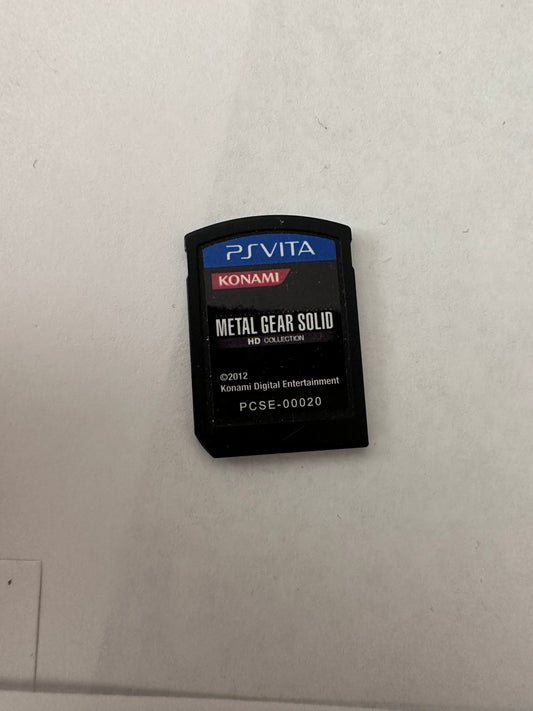 PSVITA
KONAMI
METAL GEAR SOLID
HD COLLECTION
©2012
Konami Digital Entertainment
PCSE-00020